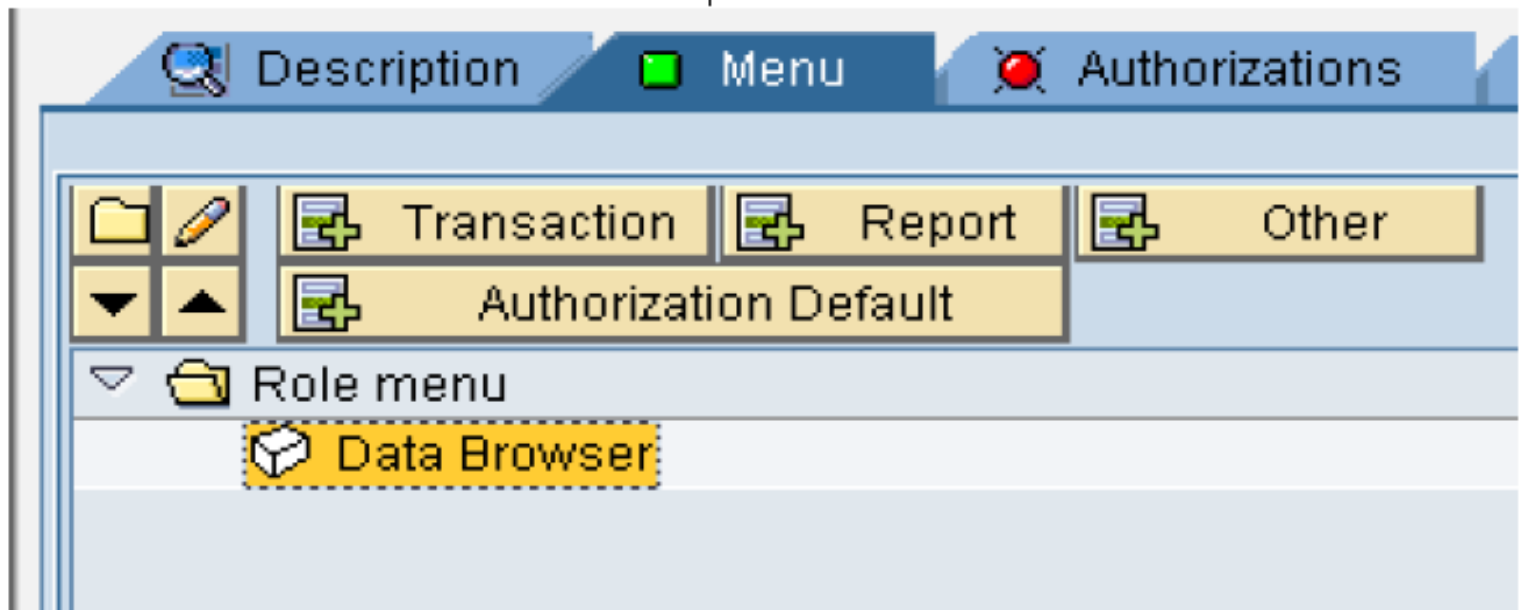 Description Menu Authorizations
Transaction Report Other
Authorization Default
Role menu
Data Browser